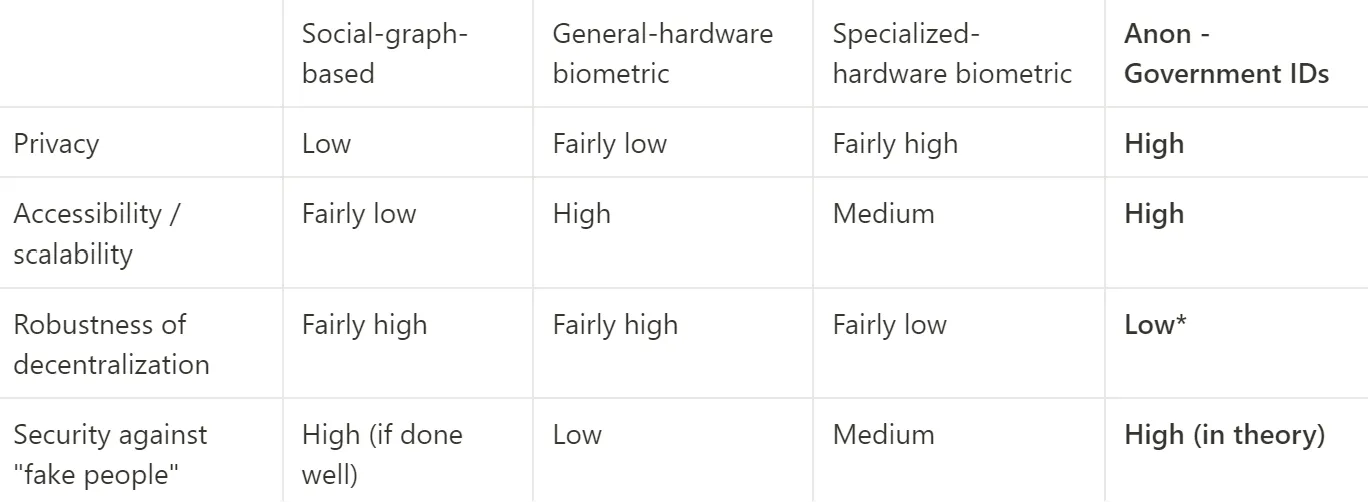 Social-graph-
based
General-hardware
biometric
Specialized-
hardware biometric
Anon -
Government IDs
Privacy
Low
Fairly low
Fairly high
High
Accessibility /
scalability
Fairly low
High
Medium
High
Robustness of
decentralization
Fairly high
Fairly high
Fairly low
Low*
Security against
"fake people"
High (if done
well)
Low
Medium
High (in theory)